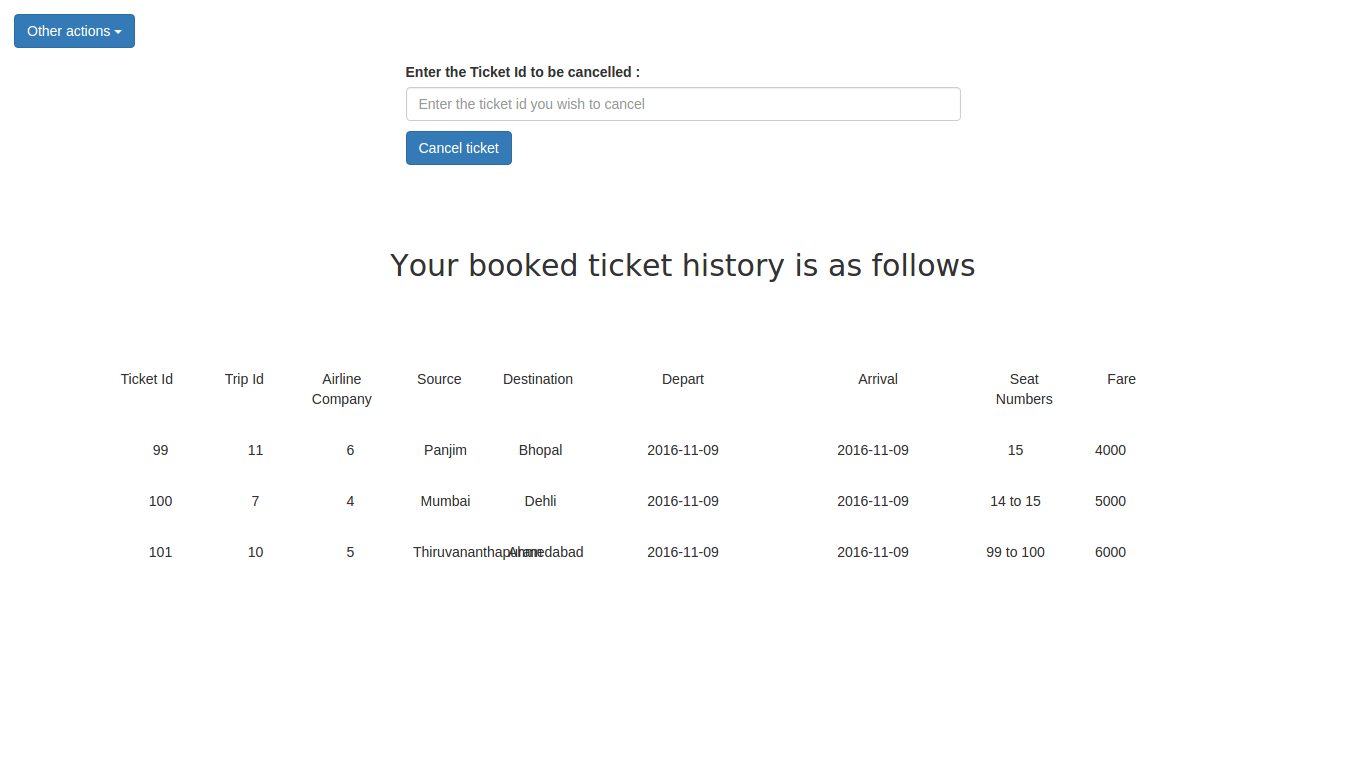 Other actions
Enter the Ticket Id to be cancelled :
Enter the ticket id you wish to cancel
Cancel ticket
Your booked ticket history is as follows
Ticket Id Trip Id Airline Company Source Destination Depart Arrival Seat Numbers Fare
99 11 6 Panjim Bhopal 2016-11-09 2016-11-09 15 4000
100 7 4 Mumbai Dehli 2016-11-09 2016-11-09 14 to 15 5000
101 10 5 Thiruvananthapuram Ahmedabad 2016-11-09 2016-11-09 99 to 100 6000